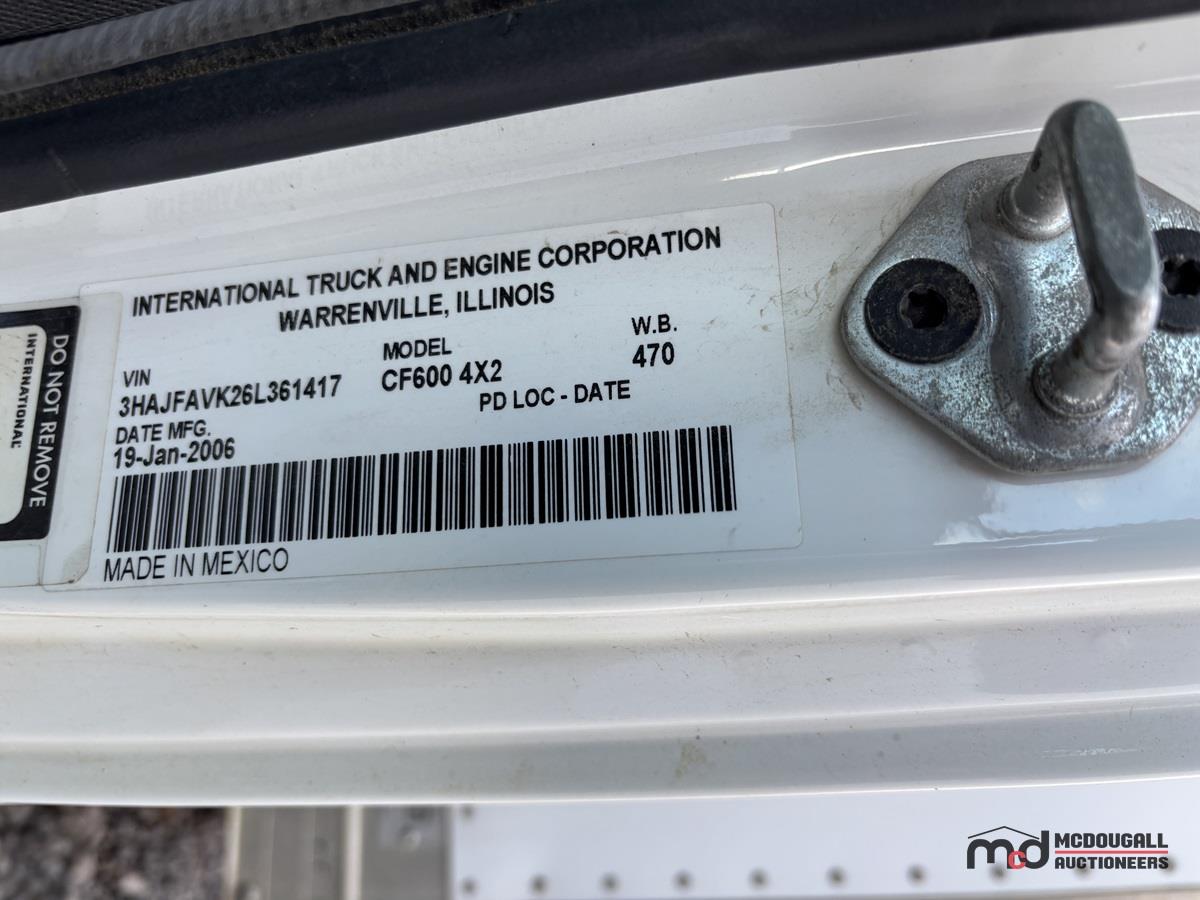 INTERNATIONAL TRUCK AND ENGINE CORPORATION
WARRENVILLE, ILLINOIS
VIN
3HAJFAVK26L361417
MODEL
CF600 4X2
W.B.
470
PD LOC - DATE
DATE MFG.
19-Jan-2006
MADE IN MEXICO
DO NOT REMOVE
INTERNATIONAL
mcd MCDOUGALL
AUCTIONEERS